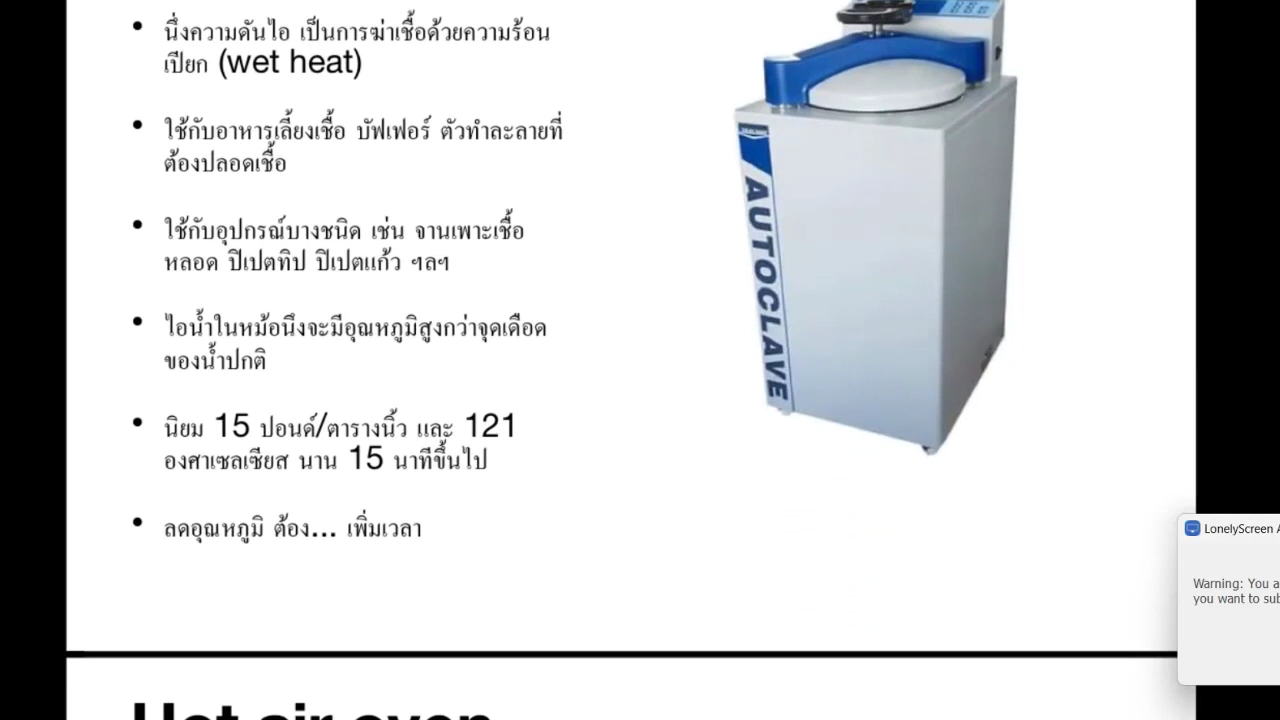 นึ่งความดันไอ เป็นการฆ่าเชื้อด้วยความร้อน
เปียก (wet heat)
ใช้กับอาหารเลี้ยงเชื้อ บัฟเฟอร์ ตัวทำละลายที่
ต้องปลอดเชื้อ
ใช้กับอุปกรณ์บางชนิด เช่น จานเพาะเชื้อ
หลอด ปิเปตทิป ปิเปตแก้ว ฯลฯ
ไอน้ำในหม้อนึ่งจะมีอุณหภูมิสูงกว่าจุดเดือด
ของน้ำปกติ
นิยม 15 ปอนด์/ตารางนิ้ว และ 121
องศาเซลเซียส นาน 15 นาทีขึ้นไป
ลดอุณหภูมิ ต้อง... เพิ่มเวลา
AUTOCLAVE
LonelyScreen A
Warning: You a
you want to sub
Hot air oven